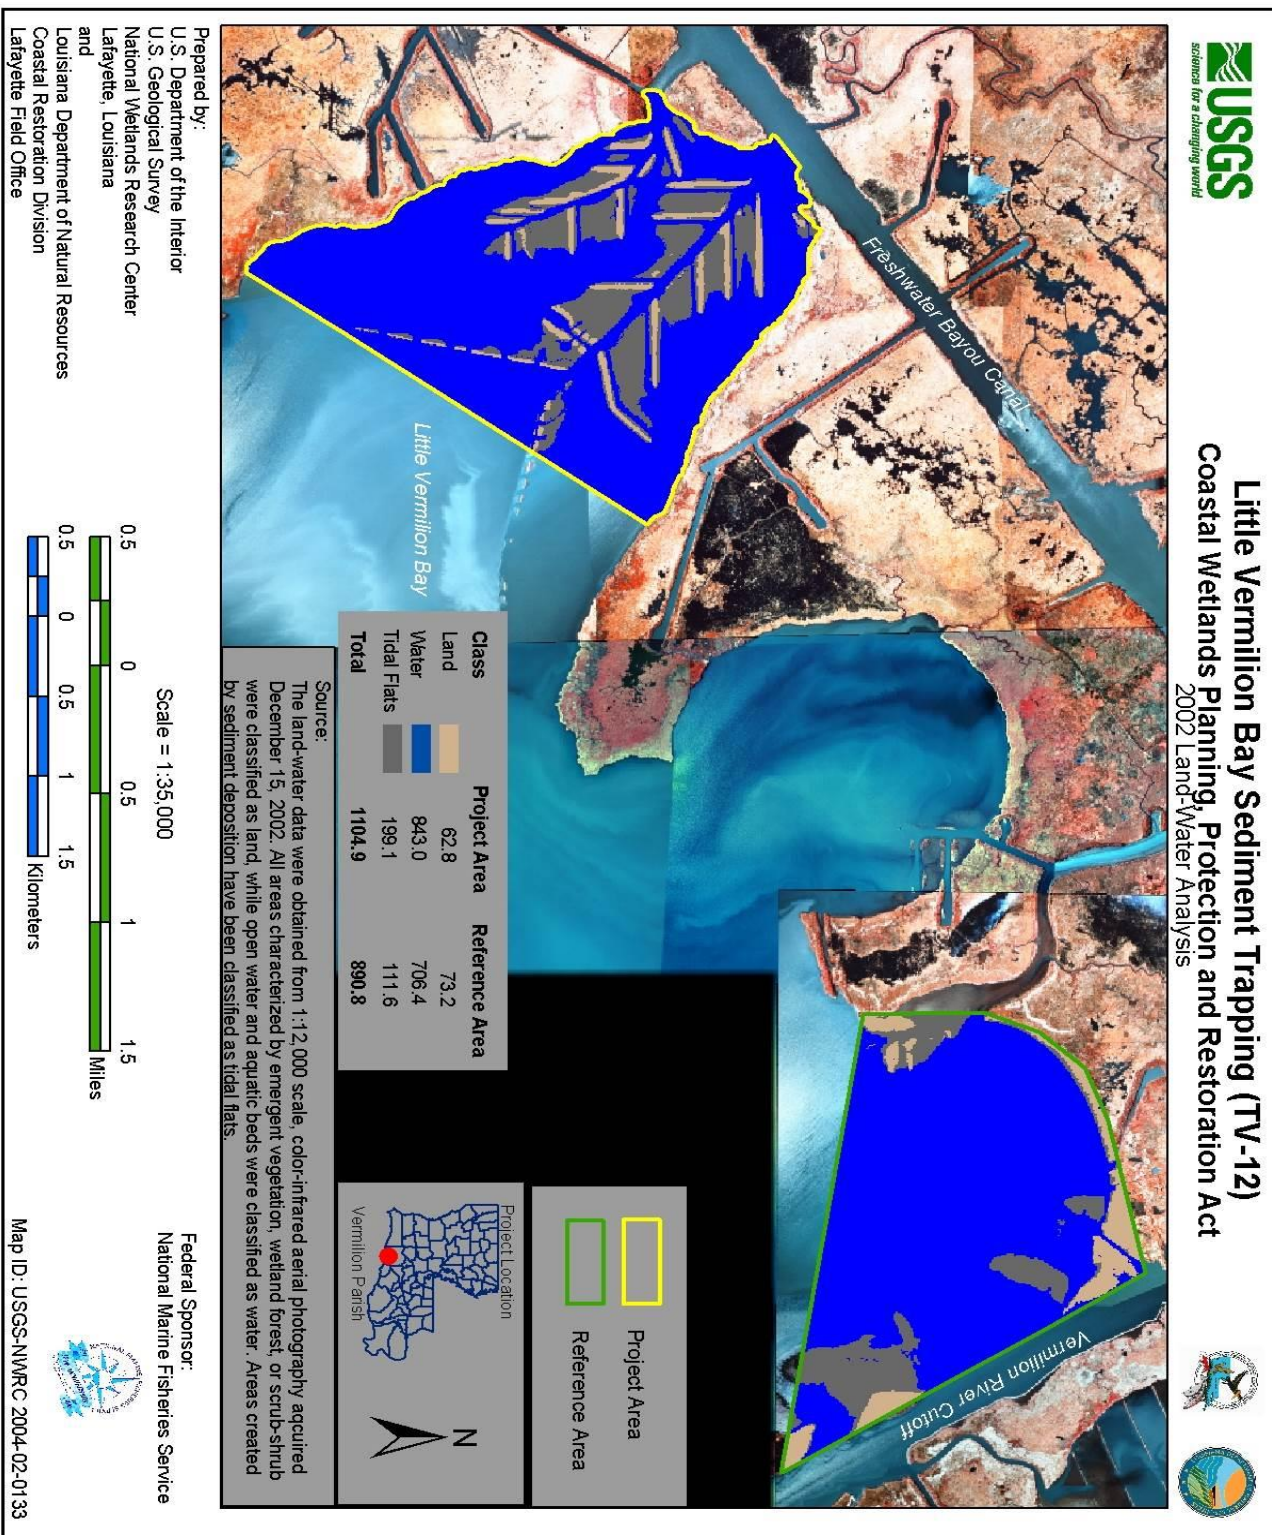 USGS
science for a changing world
Little Vermilion Bay Sediment Trapping (TV-12)
Coastal Wetlands Planning, Protection and Restoration Act
2002 Land-Water Analysis
Freshwater Bayou Canal
Little Vermilion Bay
Vermilion River Cutoff
Class Project Area Reference Area
Land 62.8 73.2
Water 843.0 706.4
Tidal Flats 199.1 111.6
Total 1104.9 890.8
Project Area
Reference Area
Project Location
Vermilion Parish
N
Source:
The land-water data were obtained from 1:12,000 scale, color-infrared aerial photography aqcuired
December 15, 2002. All areas characterized by emergent vegetation, wetland forest, or scrub-shrub
were classified as land, while open water and aquatic beds were classified as water. Areas created
by sediment deposition have been classified as tidal flats.
Prepared by:
U.S. Department of the Interior
U.S. Geological Survey
National Wetlands Research Center
Lafayette, Louisiana
and
Louisiana Department of Natural Resources
Coastal Restoration Division
Lafayette Field Office
Scale = 1:35,000
0.5 0 0.5 1 1.5
Miles
0.5 0 0.5 1 1.5
Kilometers
Federal Sponsor:
National Marine Fisheries Service
Map ID: USGS-NWRC 2004-02-0133